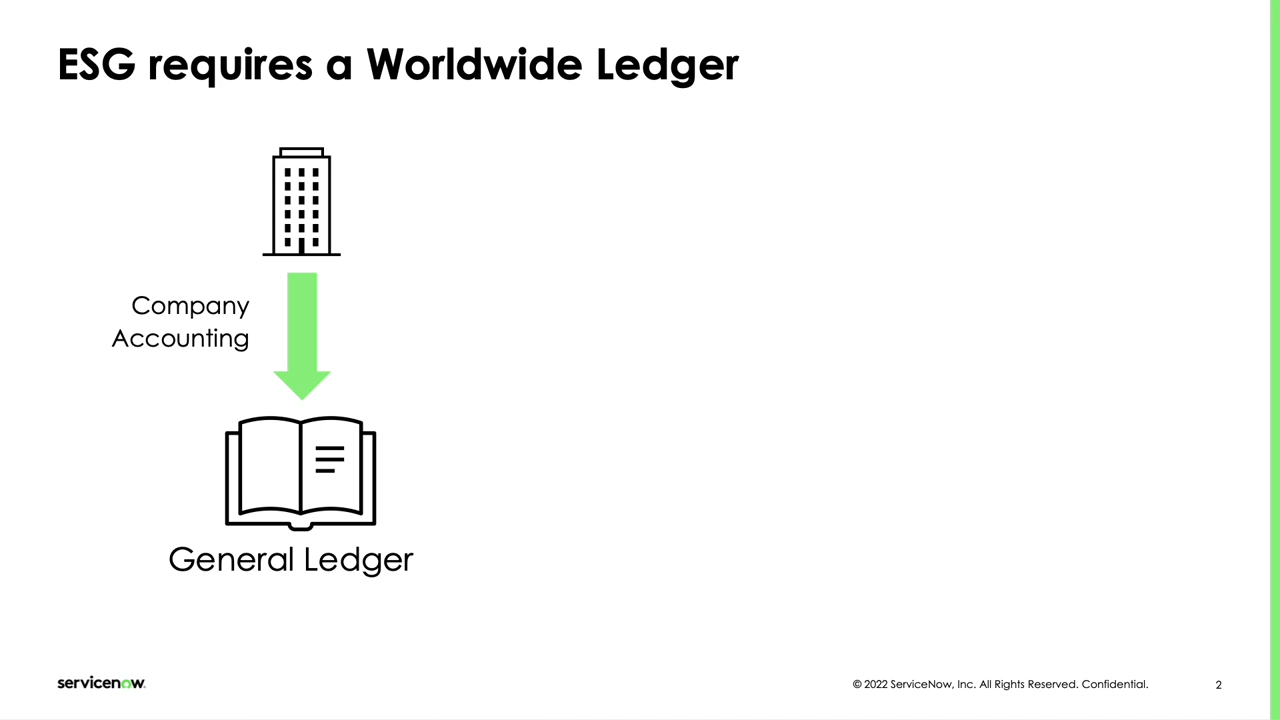 ESG requires a Worldwide Ledger
Company
Accounting
General Ledger
servicenow.
© 2022 ServiceNow, Inc. All Rights Reserved. Confidential.
2